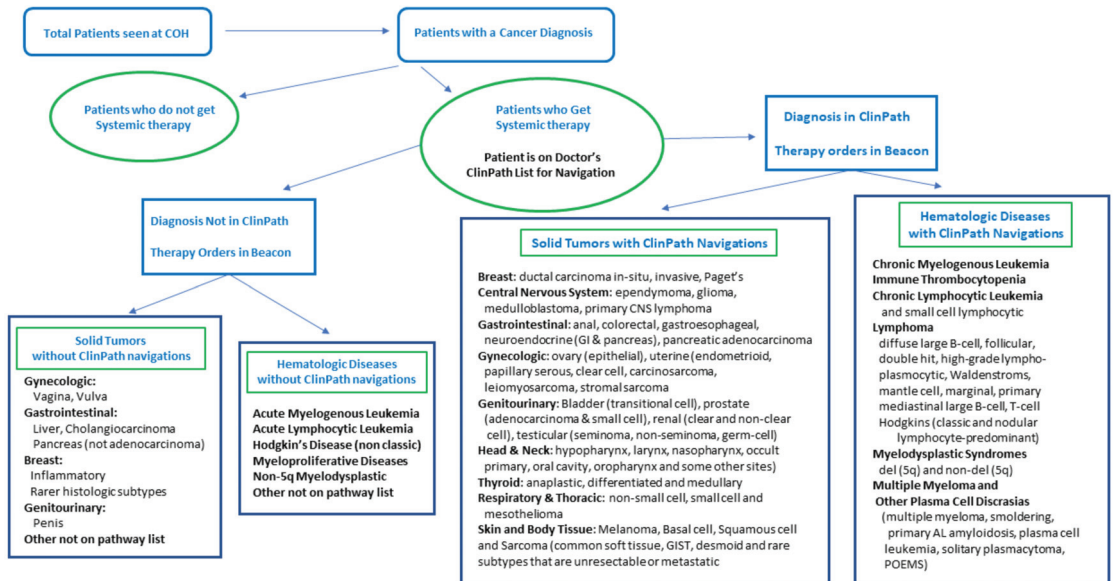 Total Patients seen at COH
Patients with a Cancer Diagnosis
Patients who do not get
Systemic therapy
Patients who Get
Systemic therapy
Patient is on Doctor's
ClinPath List for Navigation
Diagnosis in ClinPath
Therapy orders in Beacon
Diagnosis Not in ClinPath
Therapy Orders in Beacon
Solid Tumors
without ClinPath navigations
Gynecologic:
Vagina, Vulva
Gastrointestinal:
Liver, Cholangiocarcinoma
Pancreas (not adenocarcinoma)
Breast:
Inflammatory
Rarer histologic subtypes
Genitourinary:
Penis
Other not on pathway list
Hematologic Diseases
without ClinPath navigations
Acute Myelogenous Leukemia
Acute Lymphocytic Leukemia
Hodgkin's Disease (non classic)
Myeloproliferative Diseases
Non-5q Myelodysplastic
Other not on pathway list
Solid Tumors with ClinPath Navigations
Breast: ductal carcinoma in-situ, invasive, Paget's
Central Nervous System: ependymoma, glioma,
medulloblastoma, primary CNS lymphoma
Gastrointestinal: anal, colorectal, gastroesophageal,
neuroendocrine (GI & pancreas), pancreatic adenocarcinoma
Gynecologic: ovary (epithelial), uterine (endometrioid,
papillary serous, clear cell, carcinosarcoma,
leiomyosarcoma, stromal sarcoma
Genitourinary: Bladder (transitional cell), prostate
(adenocarcinoma & small cell), renal (clear and non-clear
cell), testicular (seminoma, non-seminoma, germ-cell)
Head & Neck: hypopharynx, larynx, nasopharynx, occult
primary, oral cavity, oropharynx and some other sites)
Thyroid: anaplastic, differentiated and medullary
Respiratory & Thoracic: non-small cell, small cell and
mesothelioma
Skin and Body Tissue: Melanoma, Basal cell, Squamous cell
and Sarcoma (common soft tissue, GIST, desmoid and rare
subtypes that are unresectable or metastatic
Hematologic Diseases
with ClinPath Navigations
Chronic Myelogenous Leukemia
Immune Thrombocytopenia
Chronic Lymphocytic Leukemia
and small cell lymphocytic
Lymphoma
diffuse large B-cell, follicular,
double hit, high-grade lympho-
plasmocytic, Waldenstroms,
mantle cell, marginal, primary
mediastinal large B-cell, T-cell
Hodgkins (classic and nodular
lymphocyte-predominant)
Myelodysplastic Syndromes
del (5q) and non-del (5q)
Multiple Myeloma and
Other Plasma Cell Discrasias
(multiple myeloma, smoldering,
primary AL amyloidosis, plasma cell
leukemia, solitary plasmacytoma,
POEMS)